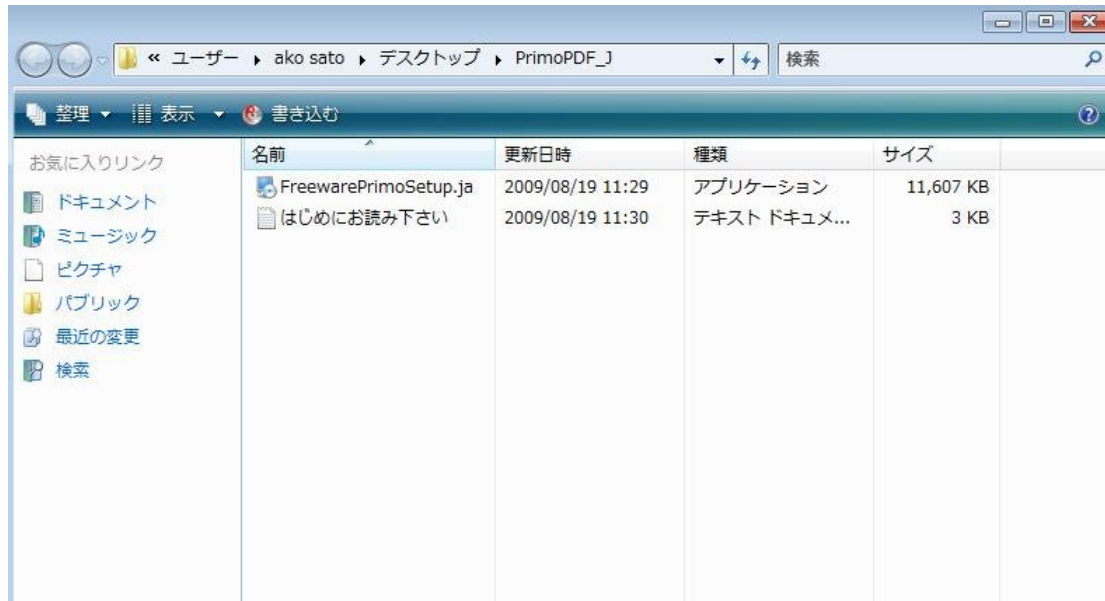 « ユーザー ▸ ako sato ▸ デスクトップ ▸ PrimoPDF_J
検索
整理 表示 書き込む
お気に入りリンク
ドキュメント
ミュージック
ピクチャ
パブリック
最近の変更
検索
名前 更新日時 種類 サイズ
FreewarePrimoSetup.ja 2009/08/19 11:29 アプリケーション 11,607 KB
はじめにお読み下さい 2009/08/19 11:30 テキスト ドキュメ... 3 KB